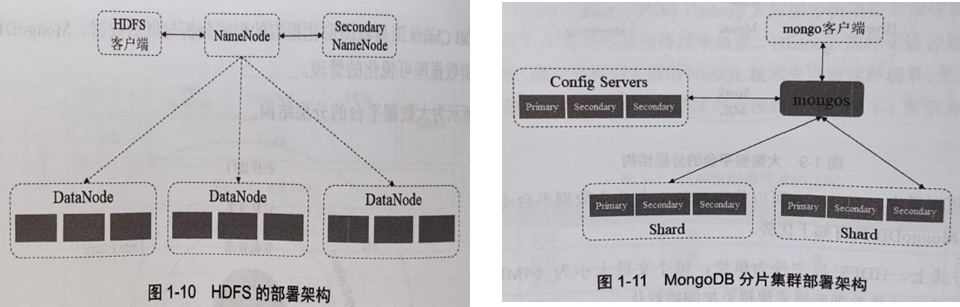 HDFS
客户端
NameNode
Secondary
NameNode
DataNode
DataNode
DataNode
图 1-10 HDFS 的部署架构
mongo客户端
Config Servers
Primary Secondary Secondary
mongos
Primary Secondary Secondary
Shard
Primary Secondary Secondary
Shard
图 1-11 MongoDB 分片集群部署架构